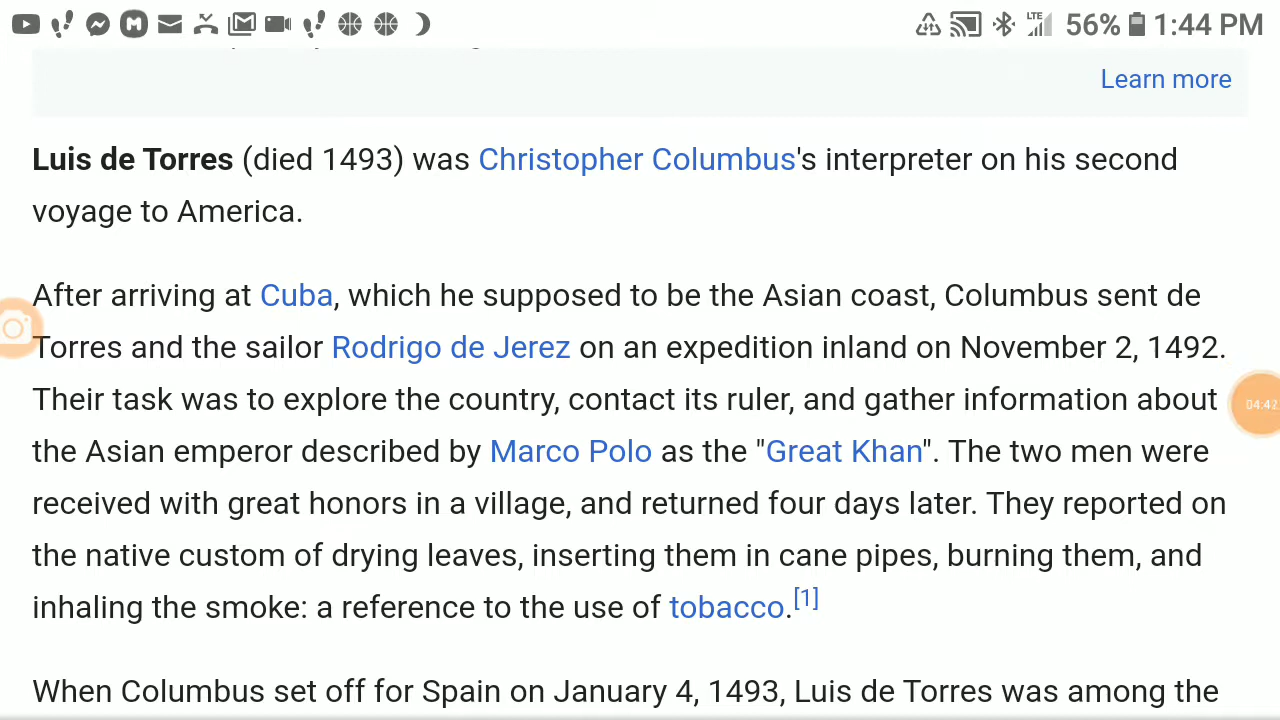 LTE 56% 1:44 PM
Learn more
Luis de Torres (died 1493) was Christopher Columbus's interpreter on his second
voyage to America.
After arriving at Cuba, which he supposed to be the Asian coast, Columbus sent de
Torres and the sailor Rodrigo de Jerez on an expedition inland on November 2, 1492.
Their task was to explore the country, contact its ruler, and gather information about
04:42
the Asian emperor described by Marco Polo as the "Great Khan". The two men were
received with great honors in a village, and returned four days later. They reported on
the native custom of drying leaves, inserting them in cane pipes, burning them, and
inhaling the smoke: a reference to the use of tobacco.[1]
When Columbus set off for Spain on January 4, 1493, Luis de Torres was among the